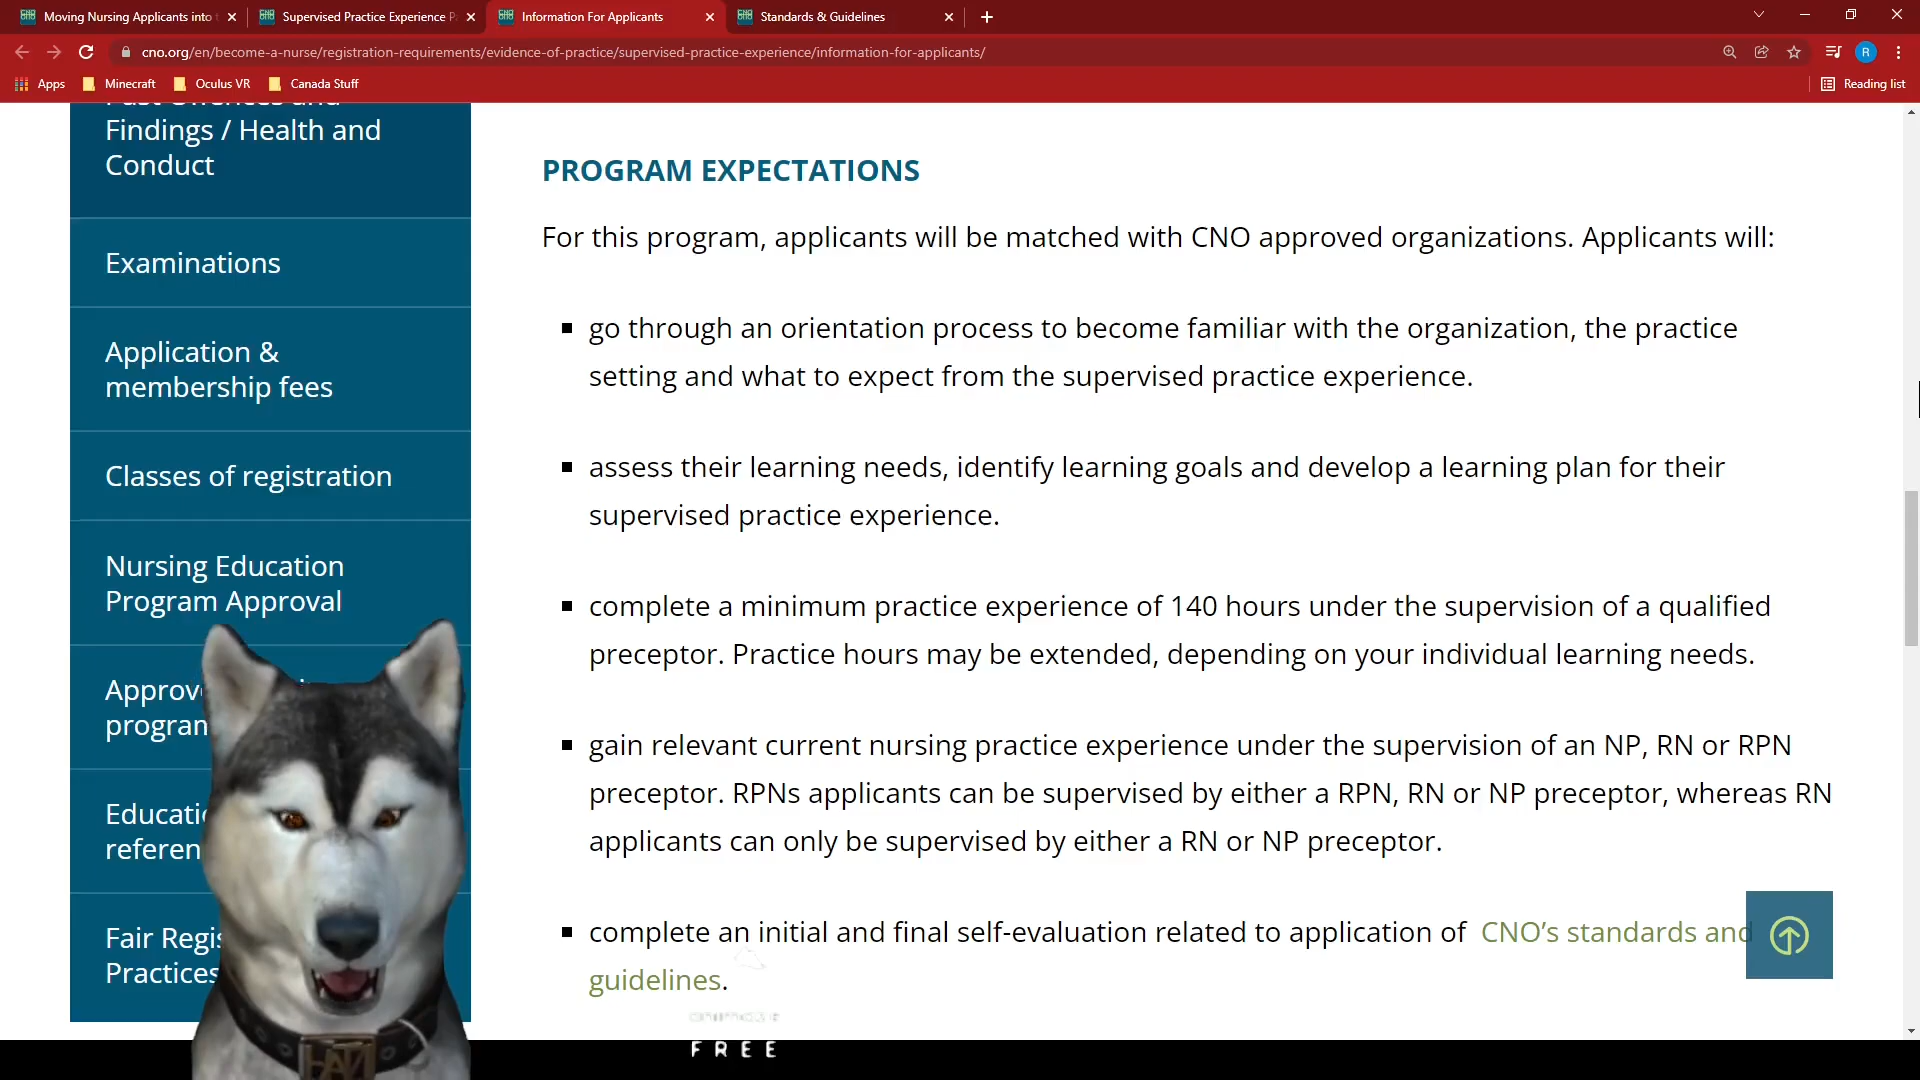 Moving Nursing Applicants into
Supervised Practice Experience P
Information For Applicants
Standards & Guidelines
cno.org/en/become-a-nurse/registration-requirements/evidence-of-practice/supervised-practice-experience/information-for-applicants/
R
Apps
Minecraft
Oculus VR
Canada Stuff
Reading list
Past Offences and
Findings / Health and
Conduct
Examinations
Application &
membership fees
Classes of registration
Nursing Education
Program Approval
PROGRAM EXPECTATIONS
For this program, applicants will be matched with CNO approved organizations. Applicants will:
go through an orientation process to become familiar with the organization, the practice
setting and what to expect from the supervised practice experience.
assess their learning needs, identify learning goals and develop a learning plan for their
supervised practice experience.
complete a minimum practice experience of 140 hours under the supervision of a qualified
preceptor. Practice hours may be extended, depending on your individual learning needs.
gain relevant current nursing practice experience under the supervision of an NP, RN or RPN
preceptor. RPNs applicants can be supervised by either a RPN, RN or NP preceptor, whereas RN
applicants can only be supervised by either a RN or NP preceptor.
complete an initial and final self-evaluation related to application of CNO's standards and
guidelines.
Fair Regis
Practices
FREE